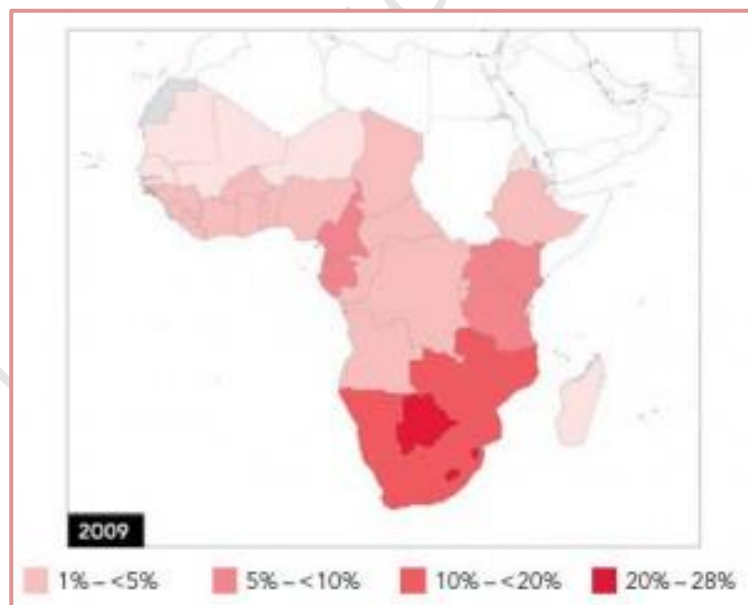 2009
1% – <5% 5% – <10% 10% – <20% 20% – 28%